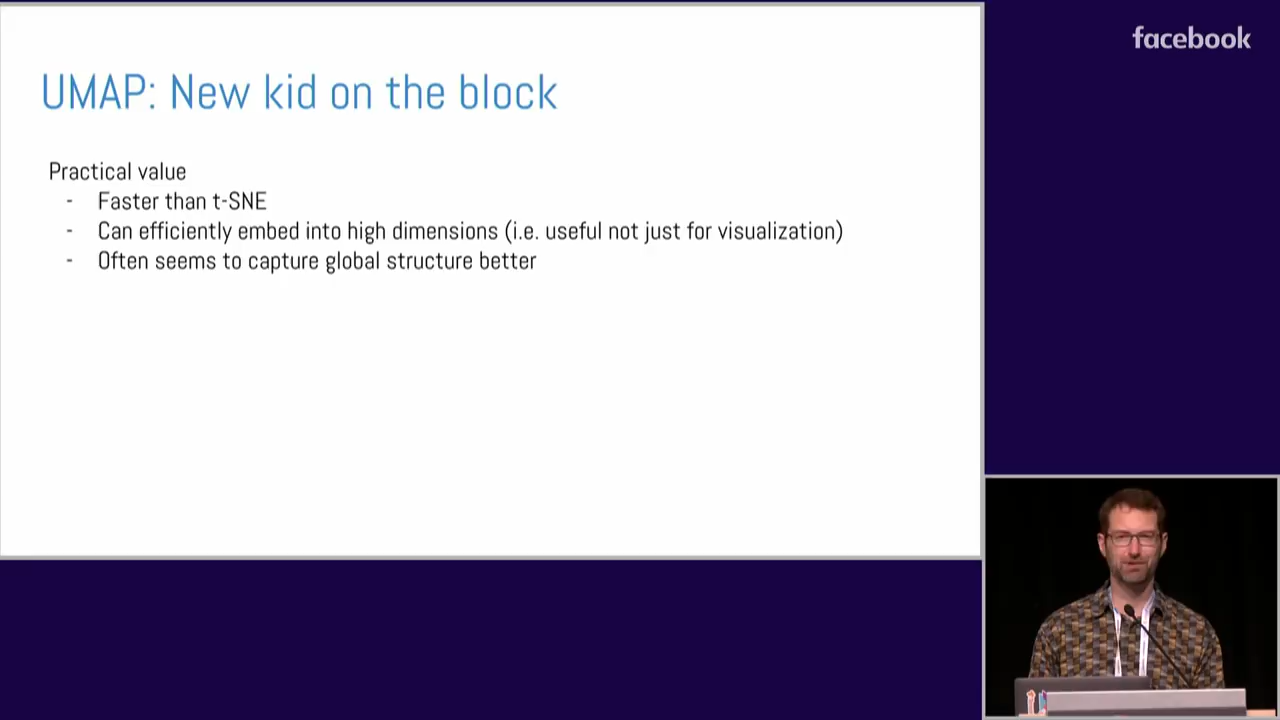 facebook
UMAP: New kid on the block
Practical value
- Faster than t-SNE
- Can efficiently embed into high dimensions (i.e. useful not just for visualization)
- Often seems to capture global structure better